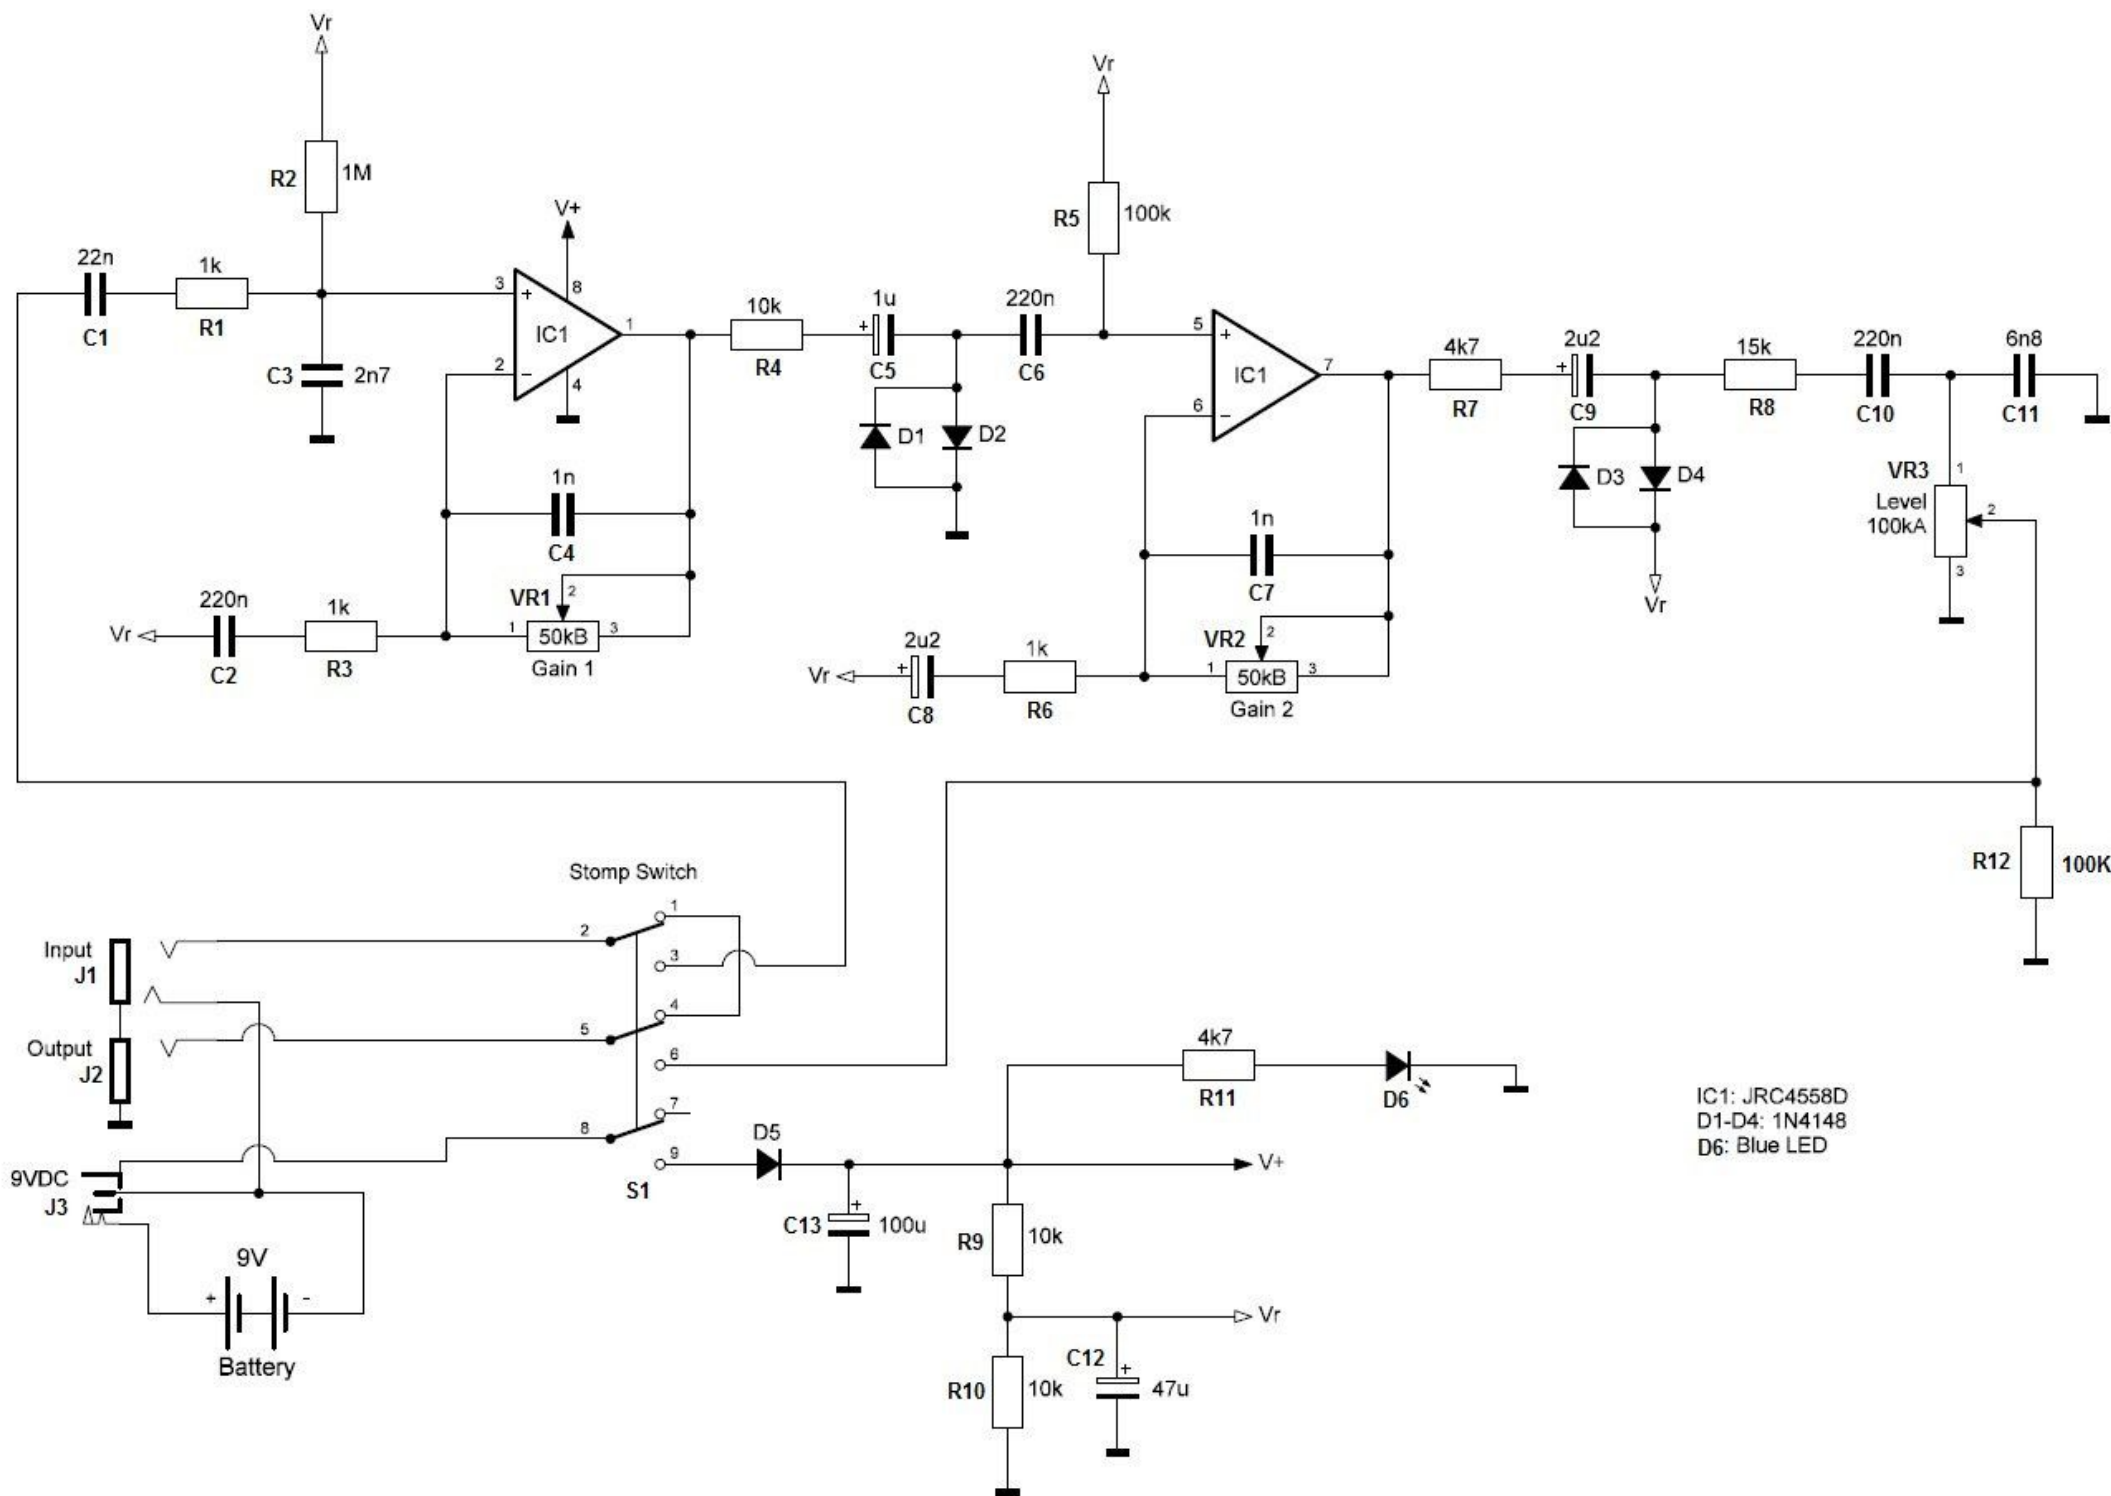 Vr
R2
1M
22n
C1
1k
R1
C3
2n7
V+
3
+
8
IC1
1
2
-
4
1n
C4
VR1
2
1
50kB
3
Gain 1
Vr
220n
C2
1k
R3
10k
R4
1u
+
C5
D1
D2
220n
C6
Vr
R5
100k
5
+
IC1
7
6
-
1n
C7
VR2
2
1
50kB
3
Gain 2
Vr
2u2
+
C8
1k
R6
4k7
R7
2u2
+
C9
D3
D4
Vr
15k
R8
220n
C10
6n8
C11
VR3
Level
100kA
1
2
3
R12
100K
Stomp Switch
Input
J1
Output
J2
9VDC
J3
9V
+
-
Battery
2
1
3
5
4
6
8
7
9
S1
D5
+
C13
100u
4k7
R11
D6
V+
R9
10k
Vr
R10
10k
C12
+
47u
IC1: JRC4558D
D1-D4: 1N4148
D6: Blue LED